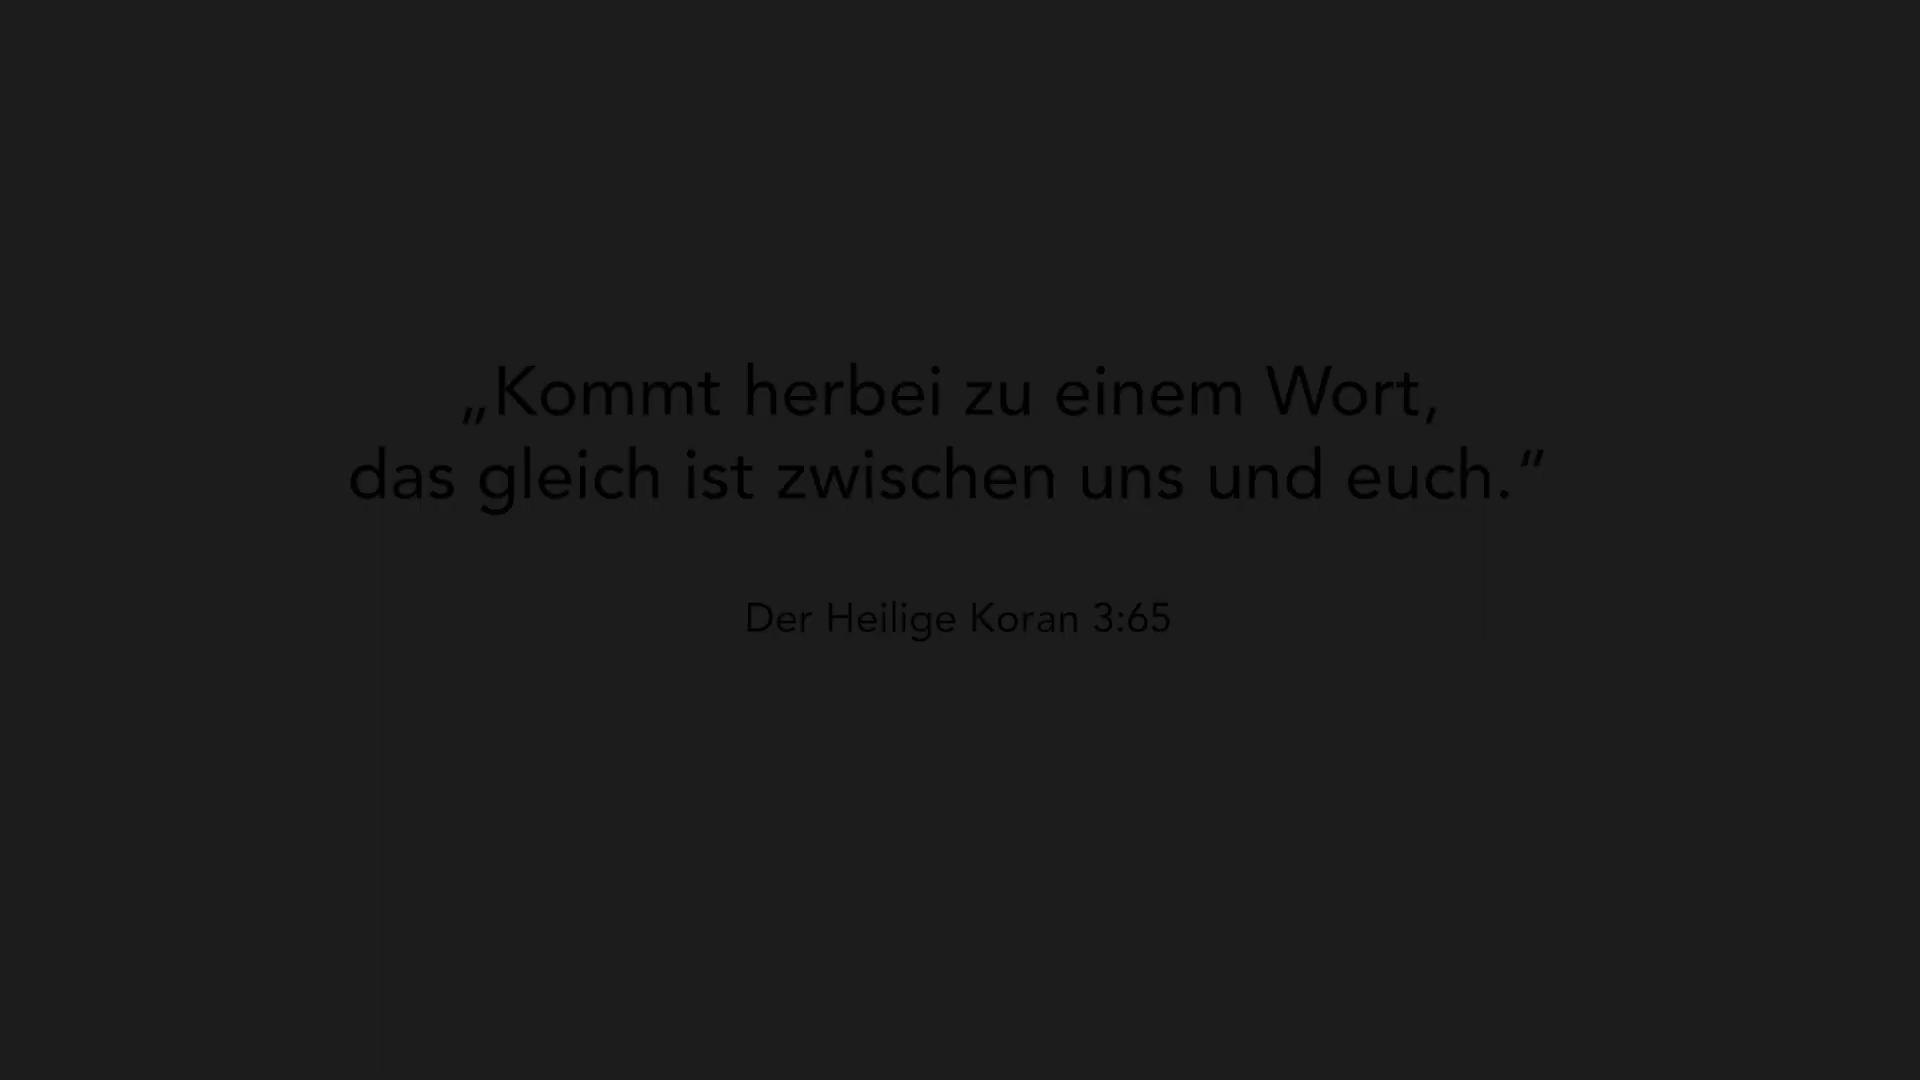 „Kommt herbei zu einem Wort,
das gleich ist zwischen uns und euch.“
Der Heilige Koran 3:65